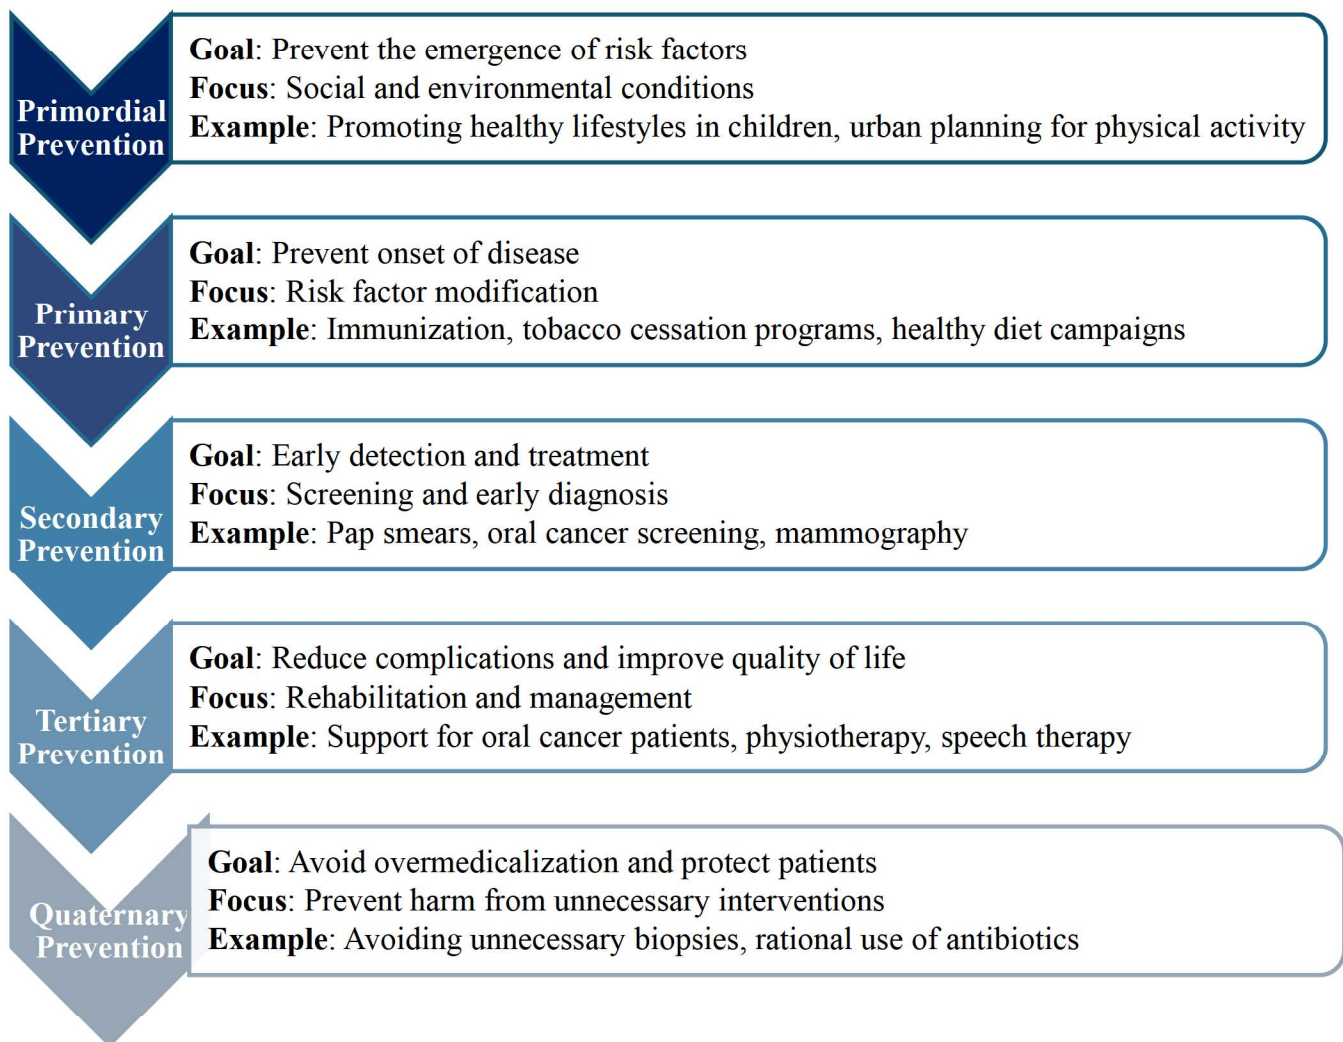 Primordial
Prevention
Goal: Prevent the emergence of risk factors
Focus: Social and environmental conditions
Example: Promoting healthy lifestyles in children, urban planning for physical activity
Primary
Prevention
Goal: Prevent onset of disease
Focus: Risk factor modification
Example: Immunization, tobacco cessation programs, healthy diet campaigns
Secondary
Prevention
Goal: Early detection and treatment
Focus: Screening and early diagnosis
Example: Pap smears, oral cancer screening, mammography
Tertiary
Prevention
Goal: Reduce complications and improve quality of life
Focus: Rehabilitation and management
Example: Support for oral cancer patients, physiotherapy, speech therapy
Quaternary
Prevention
Goal: Avoid overmedicalization and protect patients
Focus: Prevent harm from unnecessary interventions
Example: Avoiding unnecessary biopsies, rational use of antibiotics